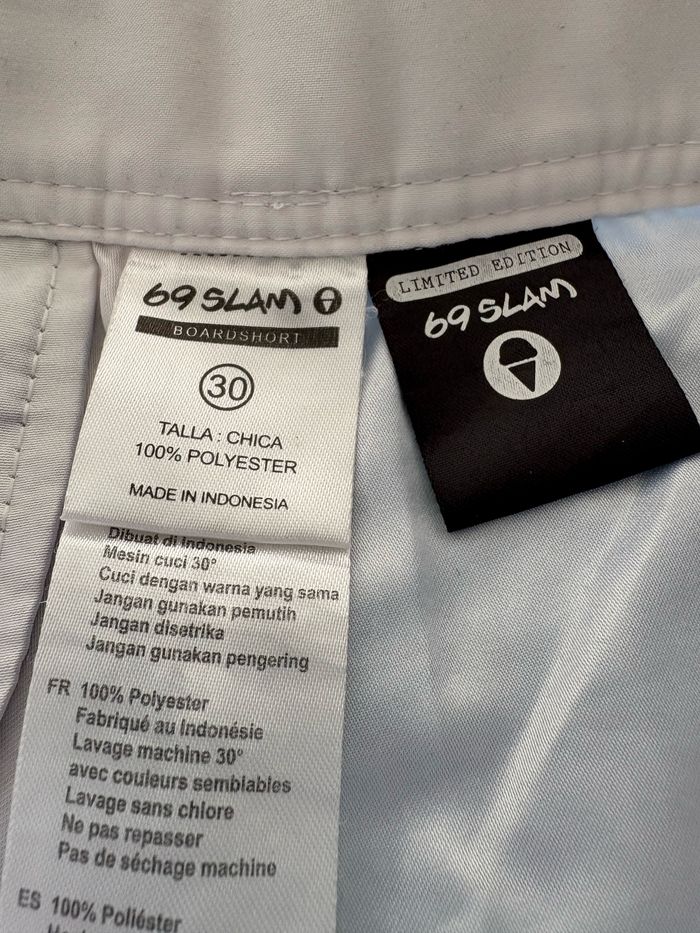 69 SLAM
BOARDSHORT
30
TALLA : CHICA
100% POLYESTER
MADE IN INDONESIA
Dibuat di Indonesia
Mesin cuci 30°
Cuci dengan warna yang sama
Jangan gunakan pemutih
Jangan disetrika
Jangan gunakan pengering
FR 100% Polyester
Fabriqué au Indonésie
Lavage machine 30°
avec couleurs semblables
Lavage sans chlore
Ne pas repasser
Pas de séchage machine
ES 100% Poliéster
LIMITED EDITION
69 SLAM